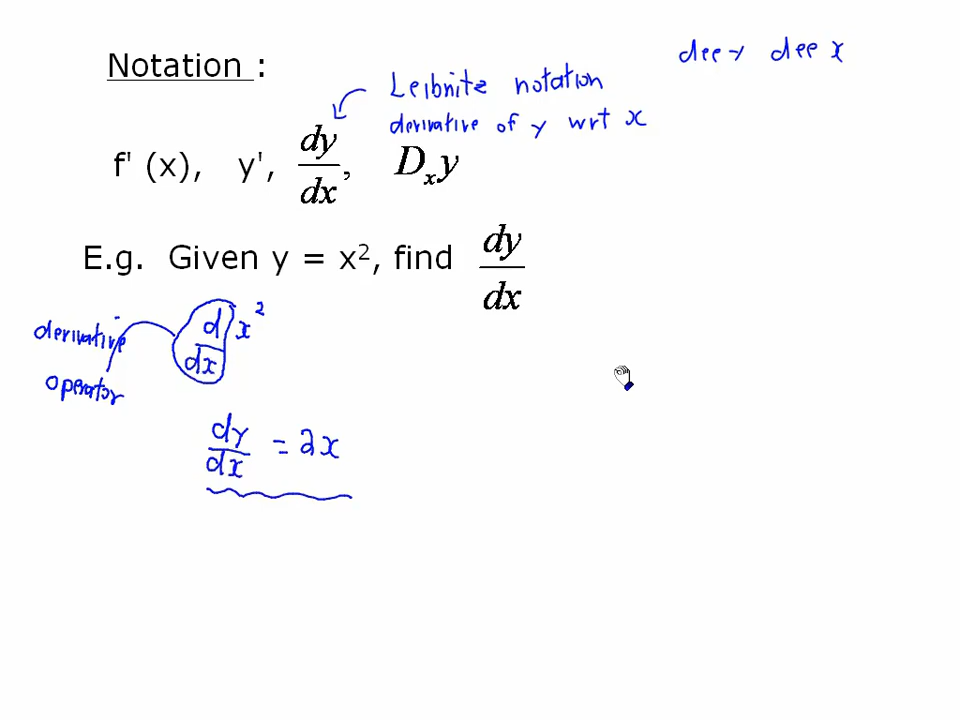 Notation :
dee y dee x
Leibnitz notation
derivative of y wrt x
f' (x), y', dy/dx, Dₓy
E.g. Given y = x², find dy/dx
derivative
operator
d/dx x²
dy/dx = 2x